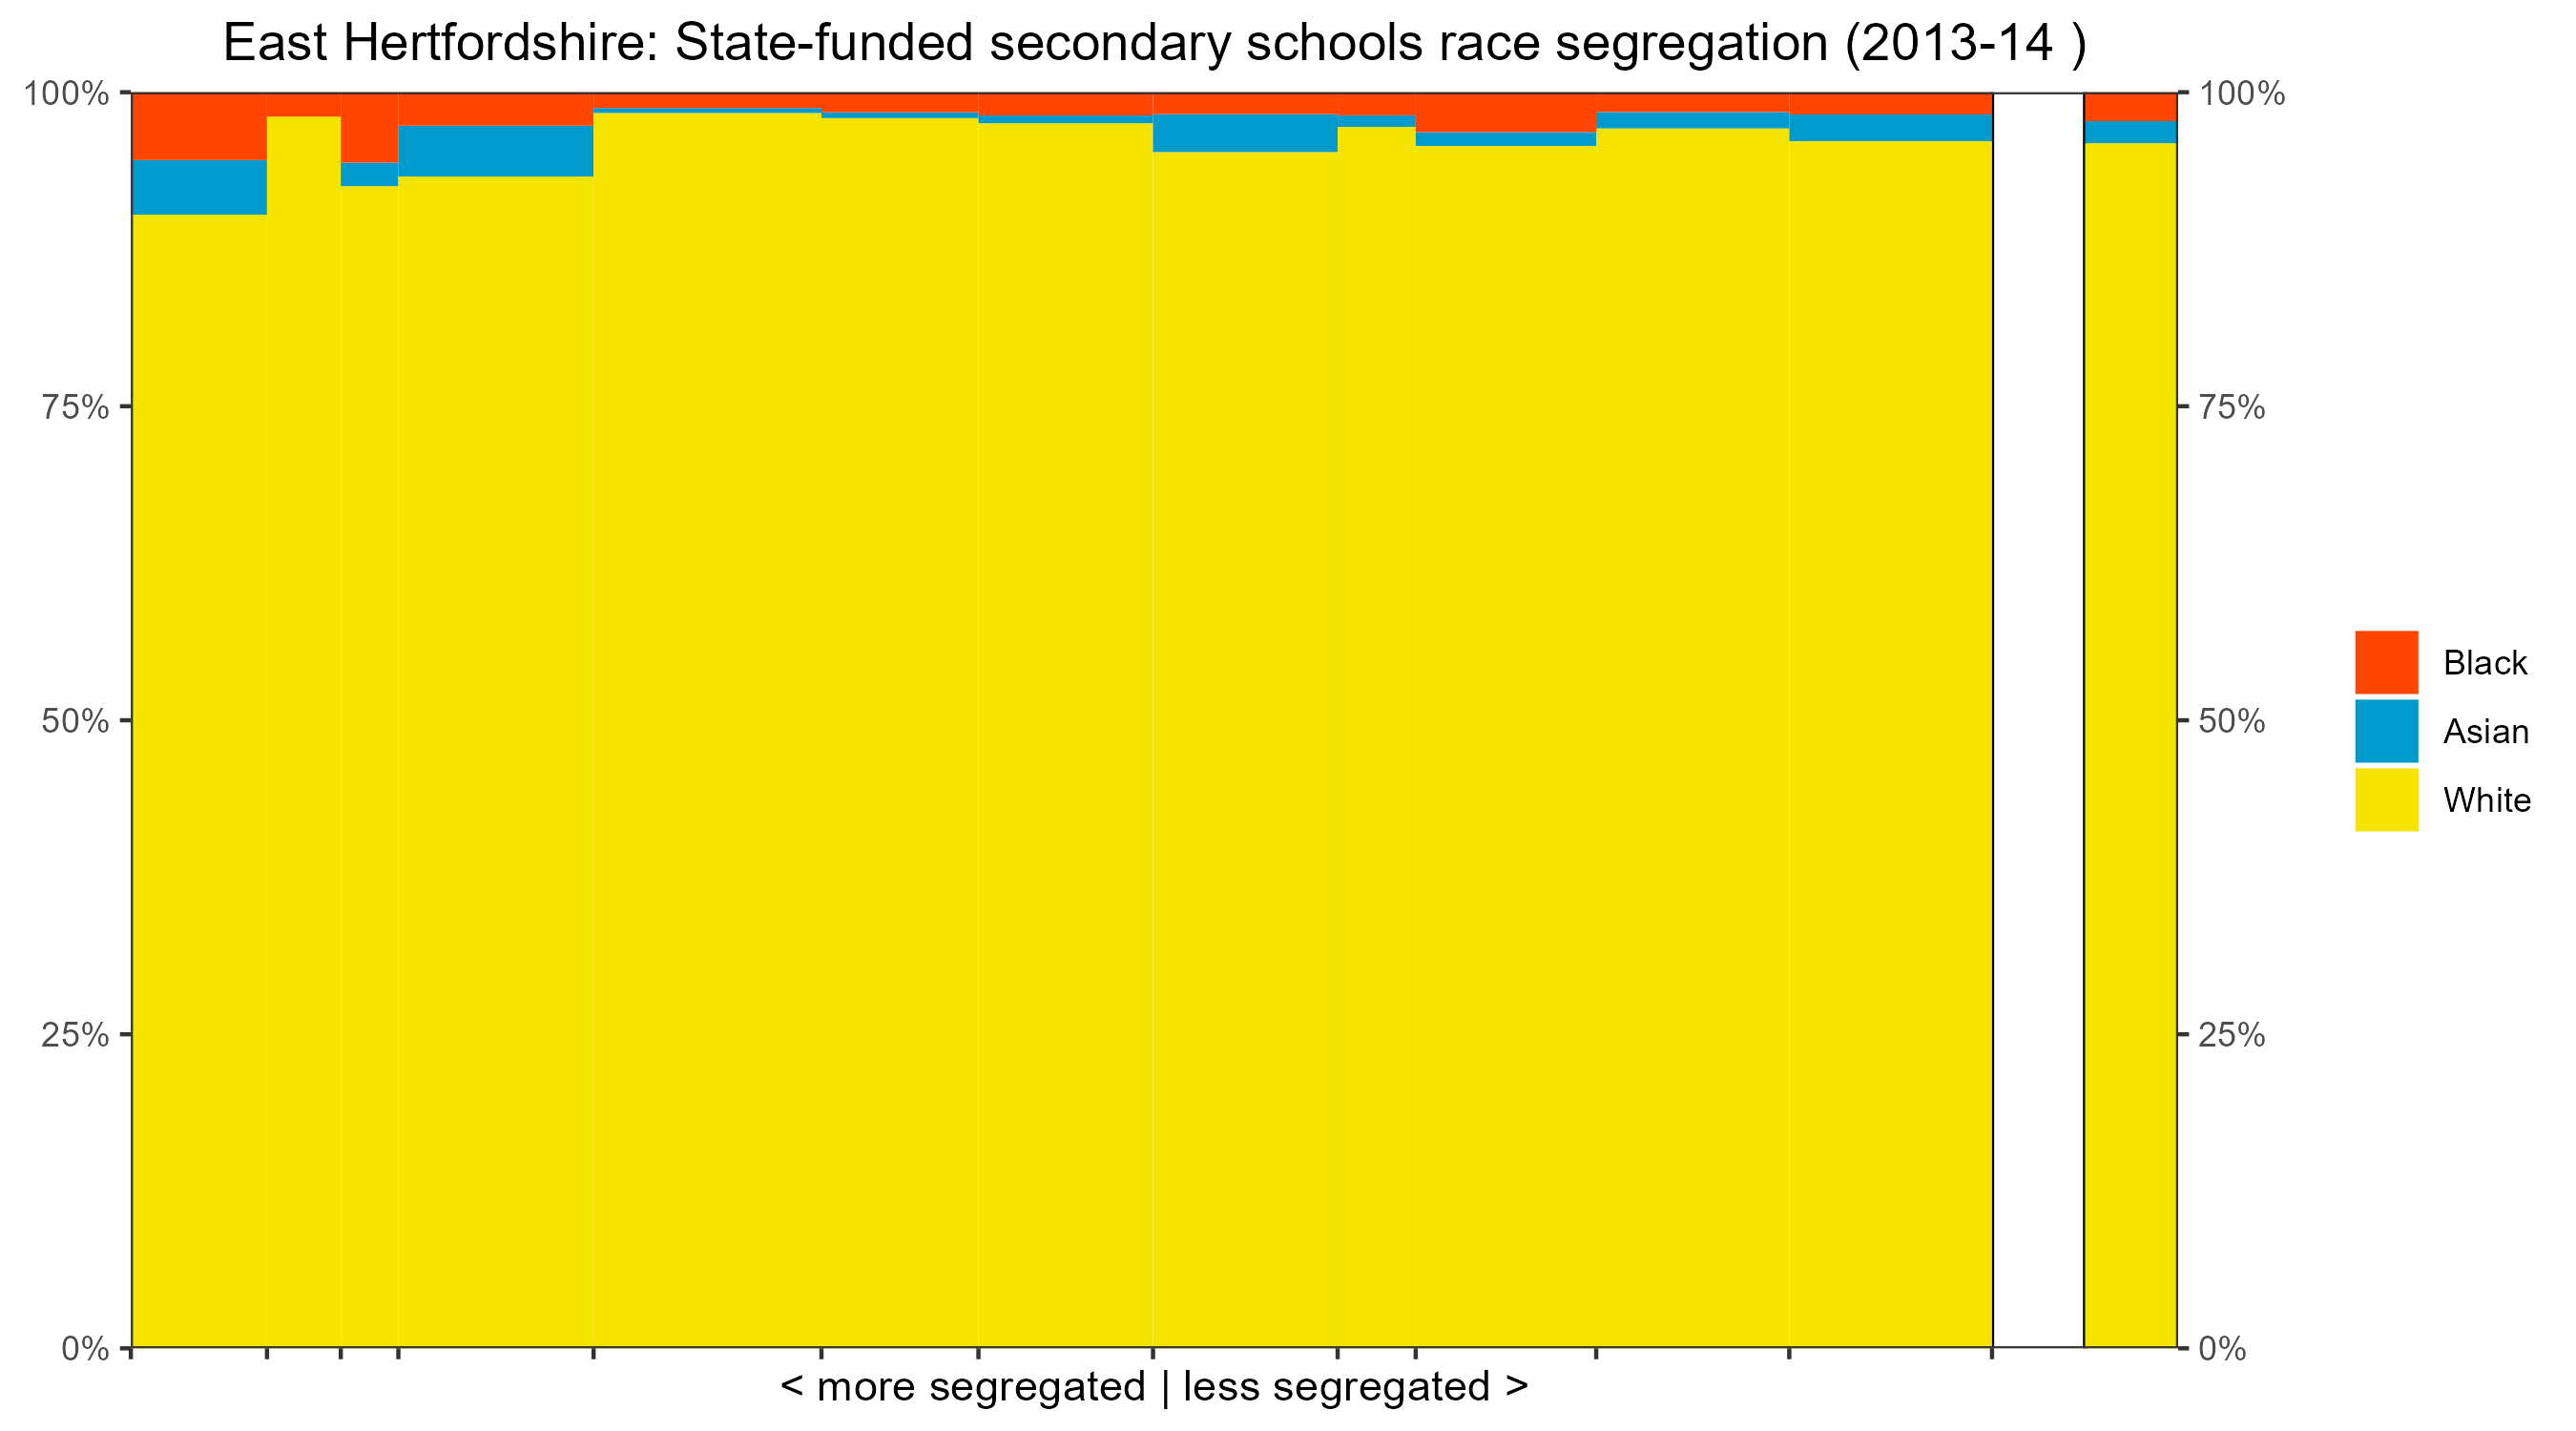 East Hertfordshire: State-funded secondary schools race segregation (2013-14 )
100%
100%
75%
75%
50%
50%
25%
25%
0%
0%
Black
Asian
White
< more segregated | less segregated >